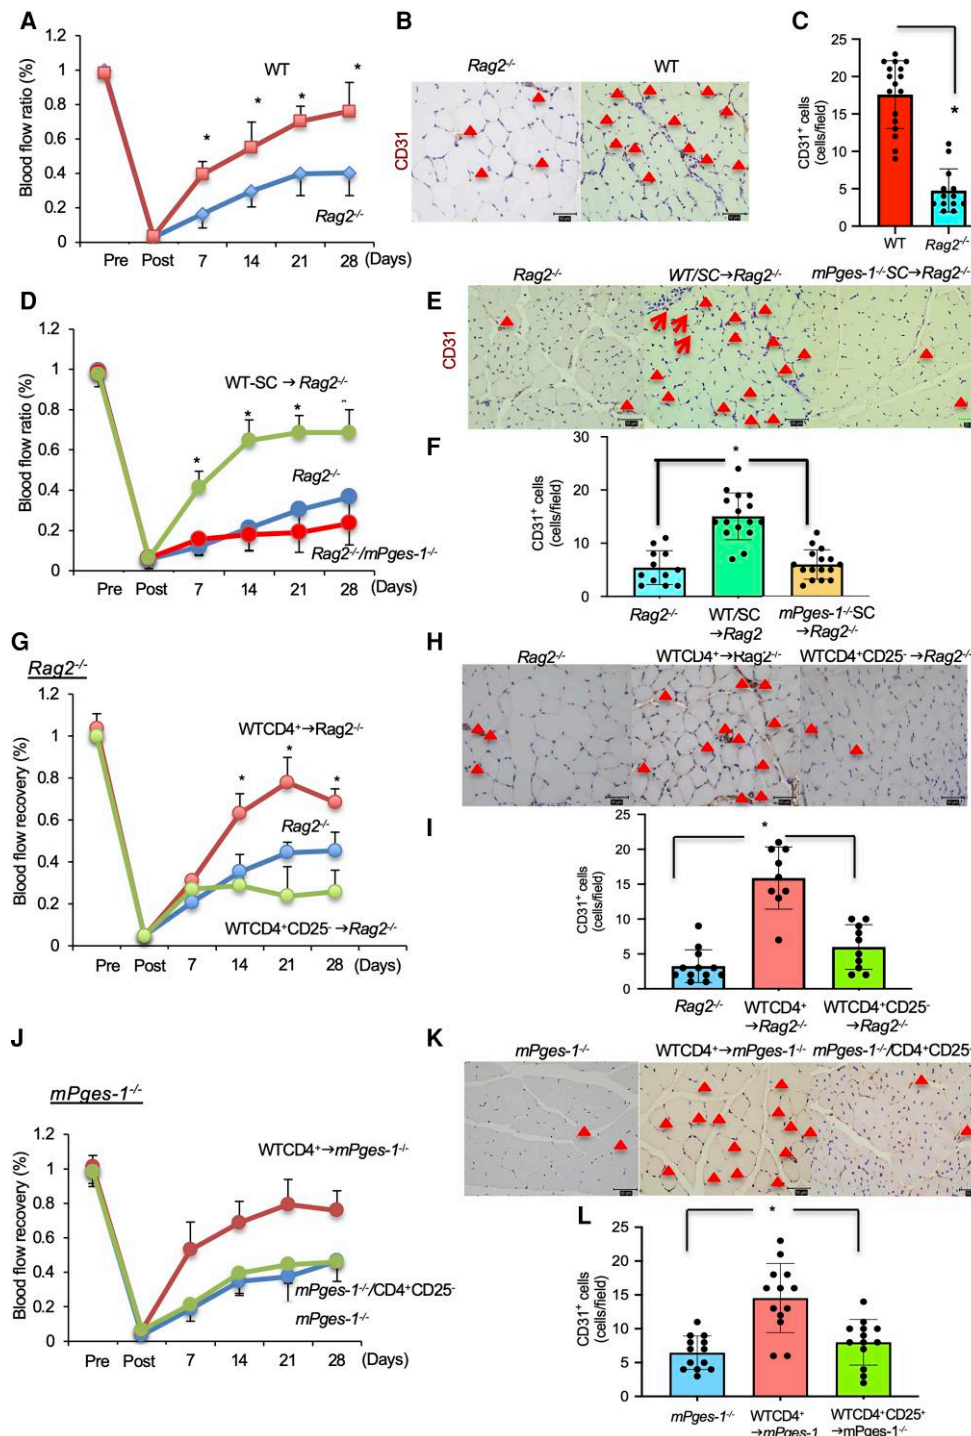 A
Blood flow ratio (%)
1.2
1.0
0.8
0.6
0.4
0.2
0
WT
*
*
*
*
Rag2-/-
Pre Post 7 14 21 28 (Days)
B
Rag2-/- WT
CD31
C
CD31+ cells
(cells/field)
25
20
15
10
5
0
*
WT Rag2-/-
D
Blood flow ratio (%)
1.2
1.0
0.8
0.6
0.4
0.2
0
WT-SC → Rag2-/-
*
*
*
Rag2-/-
Rag2-/-/mPges-1-/-
Pre Post 7 14 21 28 (Days)
E
Rag2-/- WT/SC→Rag2-/- mPges-1-/-SC→Rag2-/-
CD31
F
CD31+ cells
(cells/field)
30
20
10
0
*
Rag2-/- WT/SC mPges-1-/-SC
→Rag2 →Rag2-/-
G
Rag2-/-
Blood flow recovery (%)
1.2
1.0
0.8
0.6
0.4
0.2
0
WTCD4+→Rag2-/-
*
*
*
Rag2-/-
WTCD4+CD25- →Rag2-/-
Pre Post 7 14 21 28 (Days)
H
Rag2-/- WTCD4+→Rag2-/- WTCD4+CD25- →Rag2-/-
I
CD31+ cells
(cells/field)
25
20
15
10
5
0
*
Rag2-/- WTCD4+ WTCD4+CD25-
→Rag2-/- →Rag2-/-
J
mPges-1-/-
Blood flow recovery (%)
1.2
1.0
0.8
0.6
0.4
0.2
0
WTCD4+→mPges-1-/-
mPges-1-/-/CD4+CD25-
mPges-1-/-
Pre Post 7 14 21 28 (Days)
K
mPges-1-/- WTCD4+→mPges-1-/- mPges-1-/-/CD4+CD25-
L
CD31+ cells
(cells/field)
25
20
15
10
5
0
*
mPges-1-/- WTCD4+ WTCD4+CD25+
→mPges-1 →mPges-1-/-